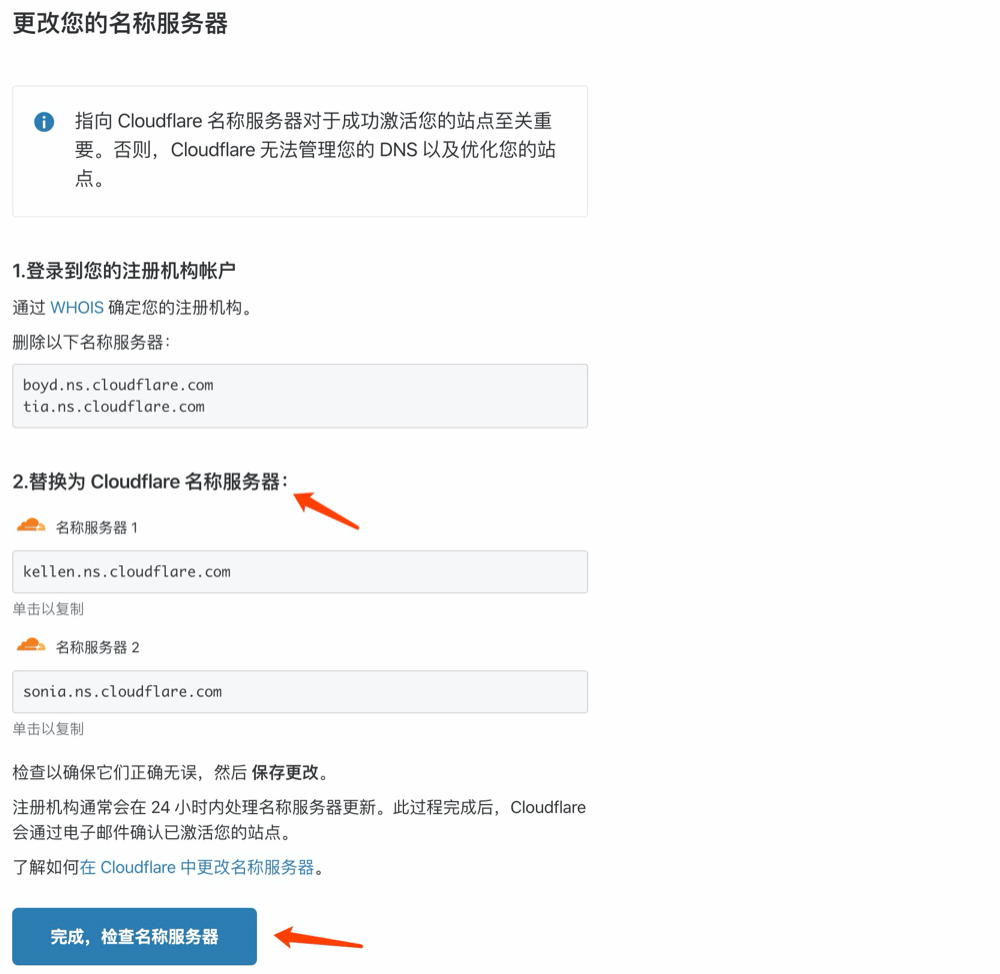 更改您的名称服务器
指向 Cloudflare 名称服务器对于成功激活您的站点至关重
要。否则，Cloudflare 无法管理您的 DNS 以及优化您的站
点。
1.登录到您的注册机构帐户
通过 WHOIS 确定您的注册机构。
删除以下名称服务器：
boyd.ns.cloudflare.com
tia.ns.cloudflare.com
2.替换为 Cloudflare 名称服务器：
名称服务器 1
kellen.ns.cloudflare.com
单击以复制
名称服务器 2
sonia.ns.cloudflare.com
单击以复制
检查以确保它们正确无误，然后 保存更改。
注册机构通常会在 24 小时内处理名称服务器更新。此过程完成后，Cloudflare
会通过电子邮件确认已激活您的站点。
了解如何在 Cloudflare 中更改名称服务器。
完成，检查名称服务器